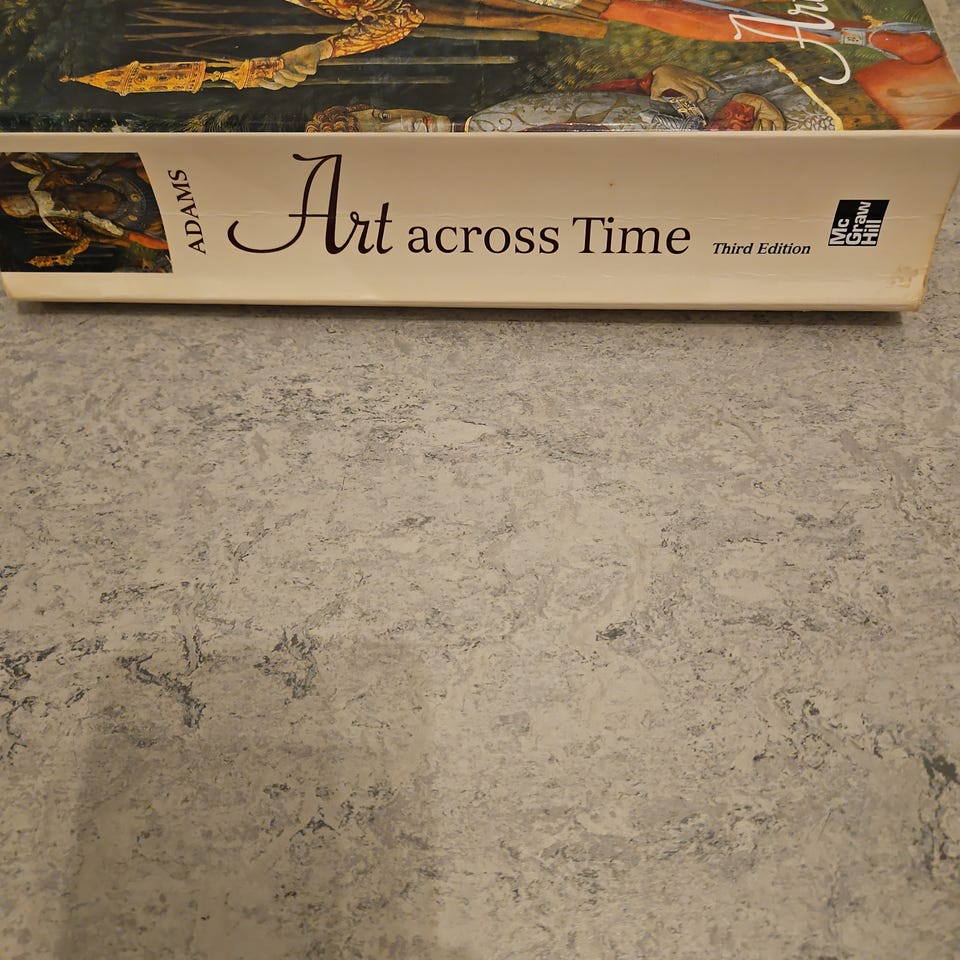 ADAMS
Art across Time
Third Edition
Mc
Graw
Hill